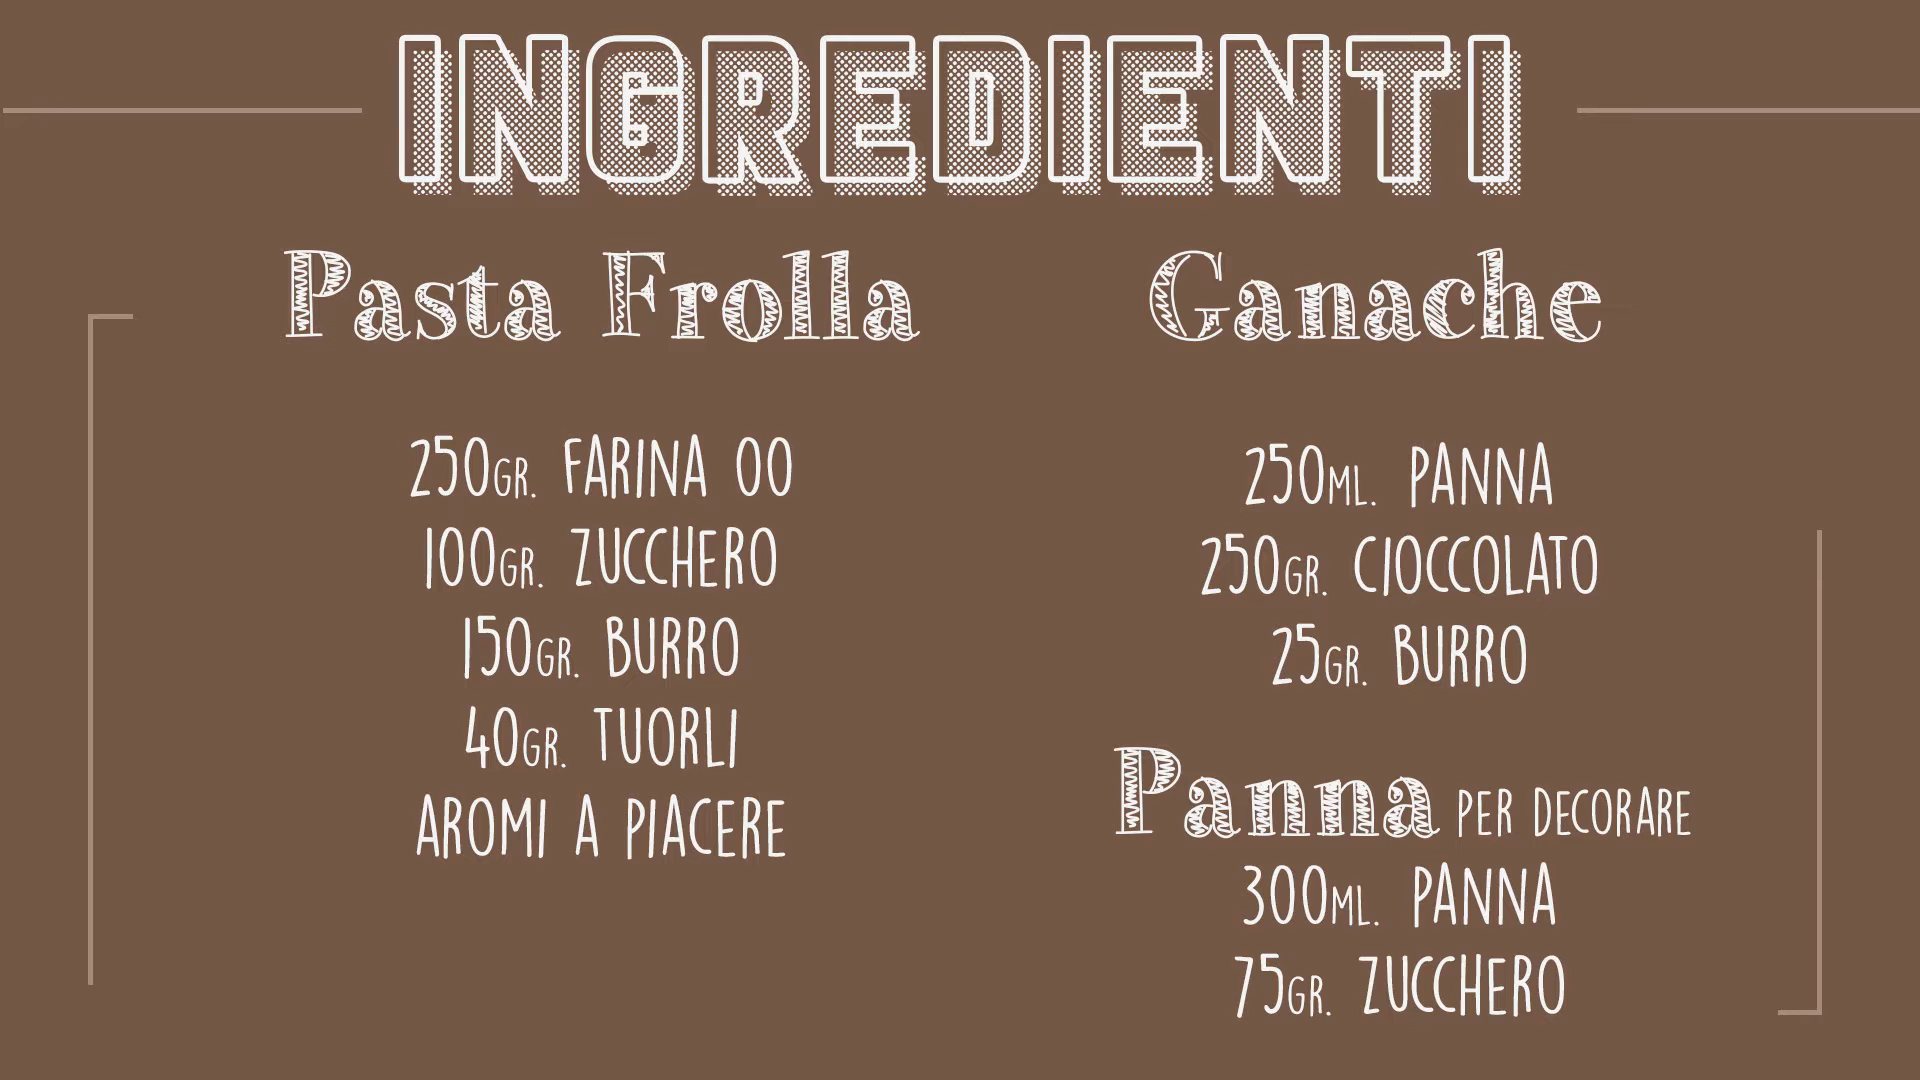 INGREDIENTI
Pasta Frolla
250GR. FARINA 00
100GR. ZUCCHERO
150GR. BURRO
40GR. TUORLI
AROMI A PIACERE
Ganache
250ML. PANNA
250GR. CIOCCOLATO
25GR. BURRO
Panna PER DECORARE
300ML. PANNA
75GR. ZUCCHERO